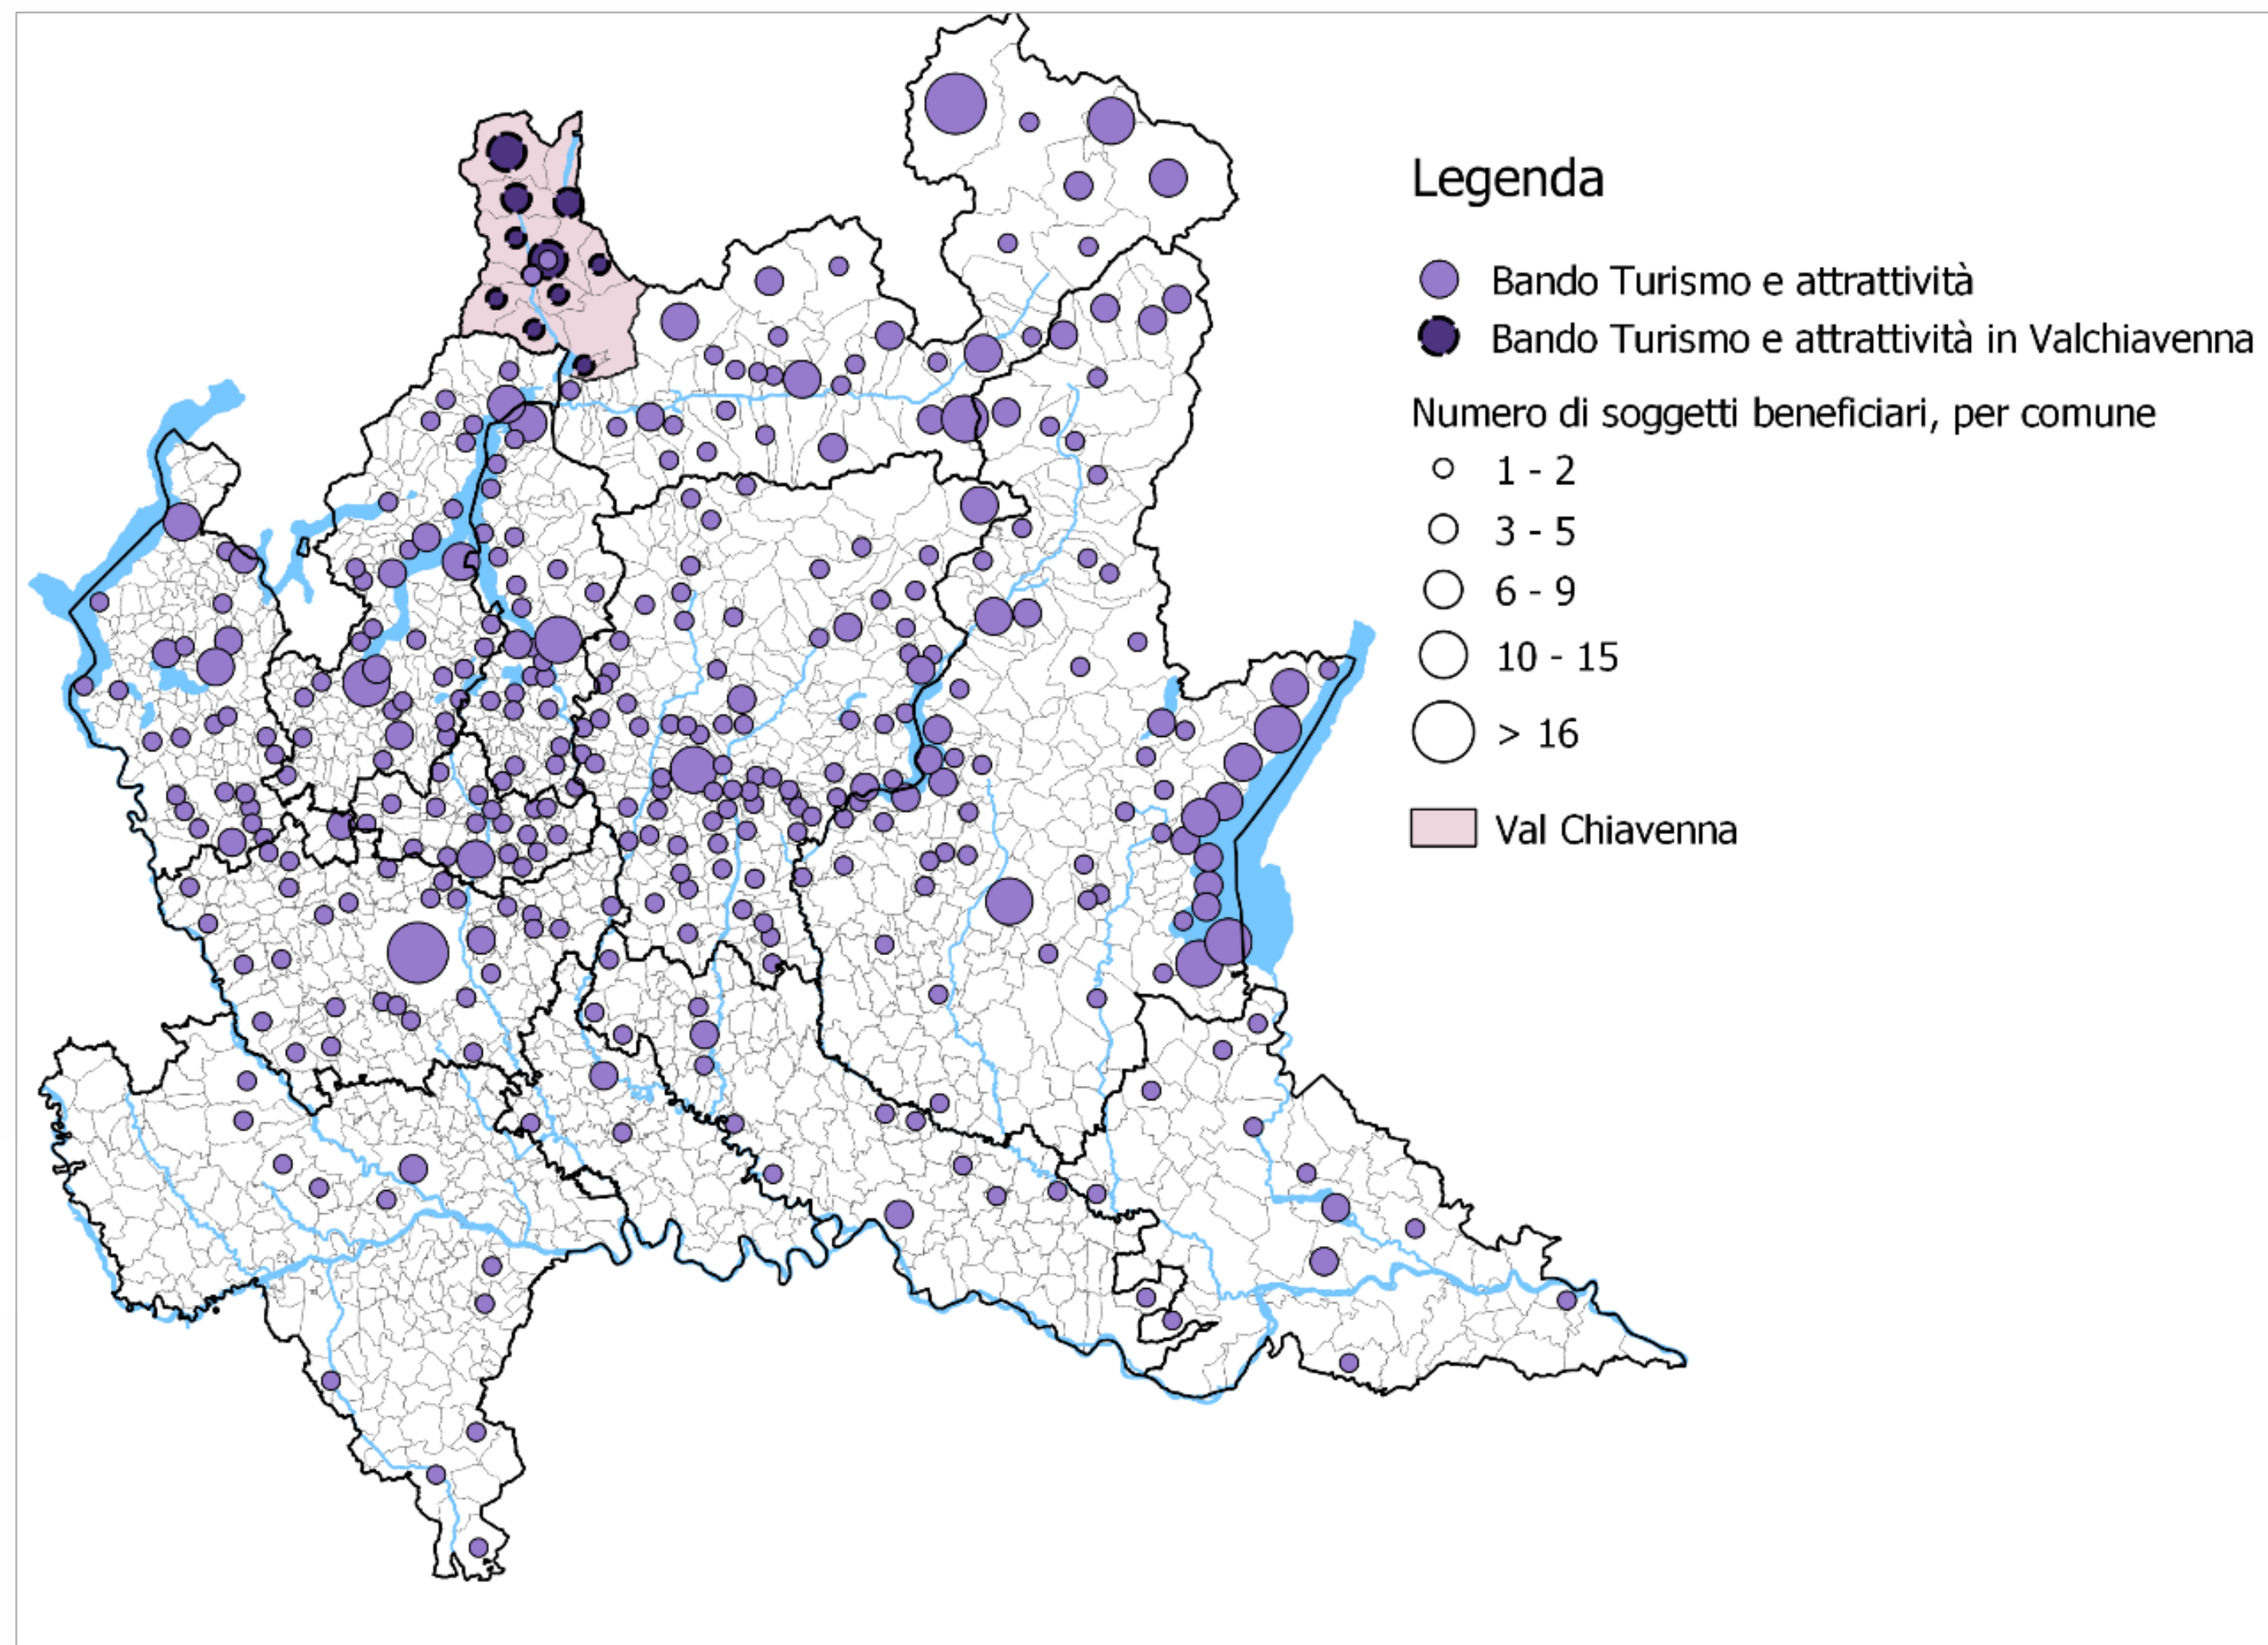 Legenda
Bando Turismo e attrattività
Bando Turismo e attrattività in Valchiavenna
Numero di soggetti beneficiari, per comune
1 - 2
3 - 5
6 - 9
10 - 15
> 16
Val Chiavenna